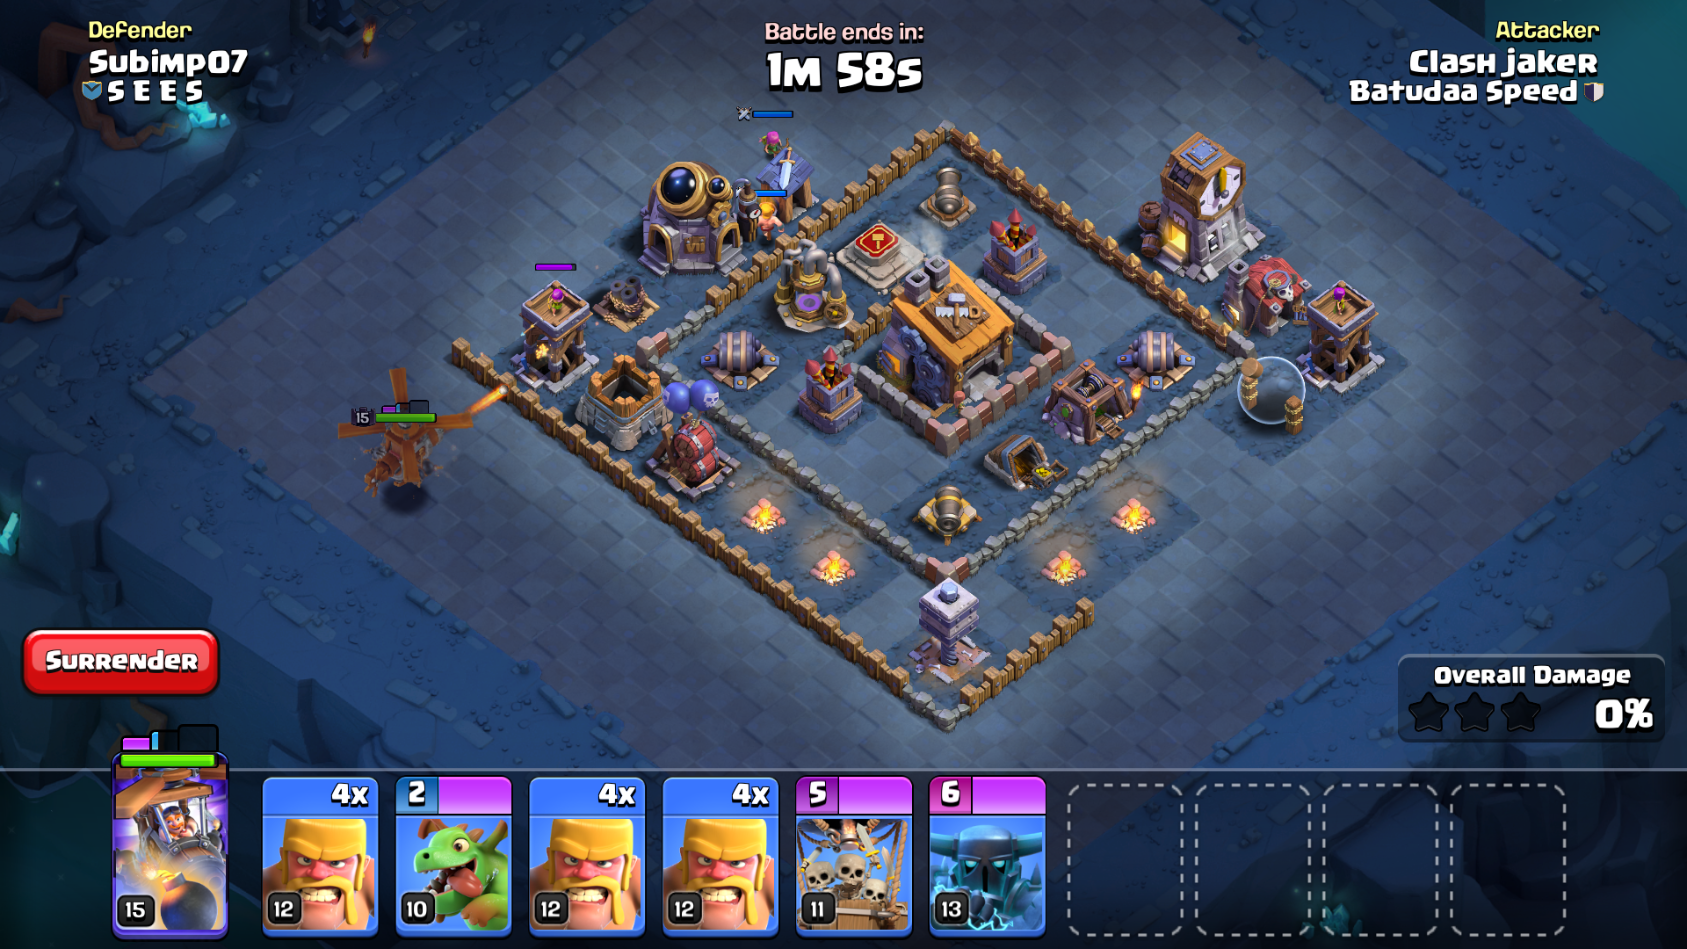 Defender
Subimp07
S E E S
Battle ends in:
1m 58s
Attacker
Clash jaker
Batudaa Speed
15
Surrender
Overall Damage
0%
15
4x
12
2
10
4x
12
4x
12
5
11
6
13